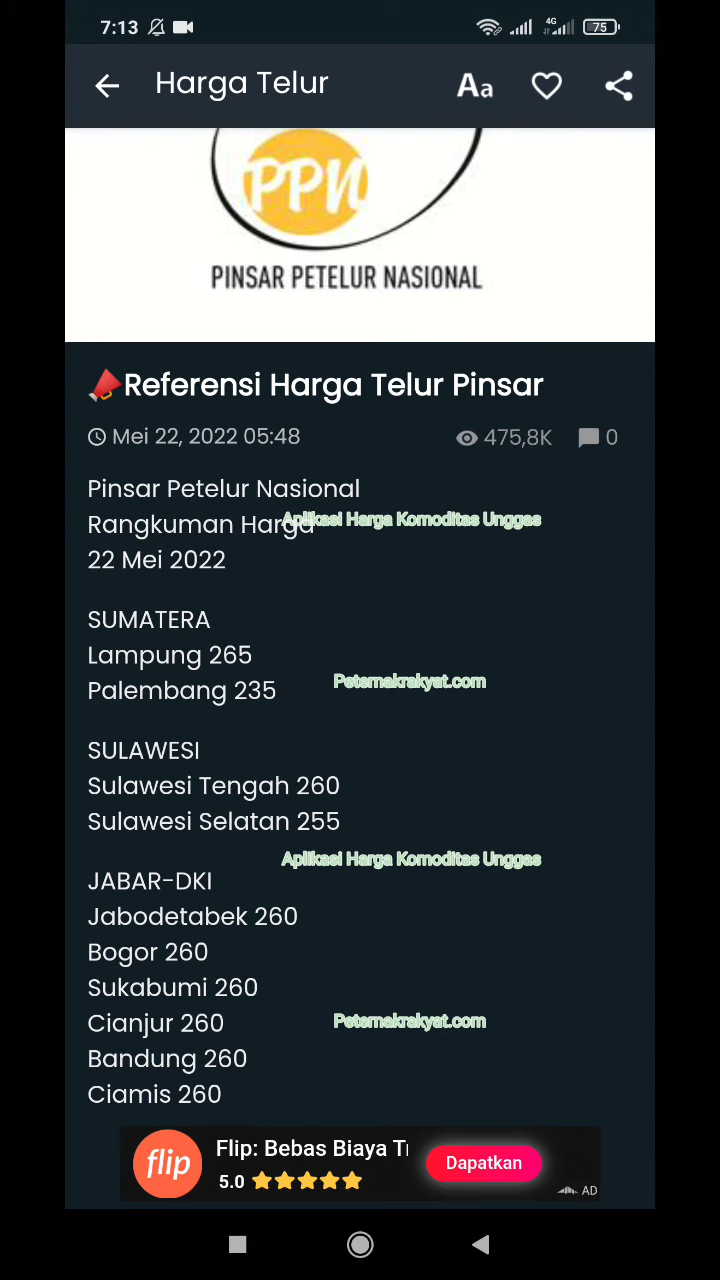 7:13
4G
75
Harga Telur
Aa
PPN
PINSAR PETELUR NASIONAL
Referensi Harga Telur Pinsar
Mei 22, 2022 05:48
475,8K
0
Pinsar Petelur Nasional
Rangkuman Harga
Aplikasi Harga Komoditas Unggas
22 Mei 2022
SUMATERA
Lampung 265
Peternakrakyat.com
Palembang 235
SULAWESI
Sulawesi Tengah 260
Sulawesi Selatan 255
Aplikasi Harga Komoditas Unggas
JABAR-DKI
Jabodetabek 260
Bogor 260
Sukabumi 260
Cianjur 260
Peternakrakyat.com
Bandung 260
Ciamis 260
flip
Flip: Bebas Biaya
5.0
Dapatkan
AD